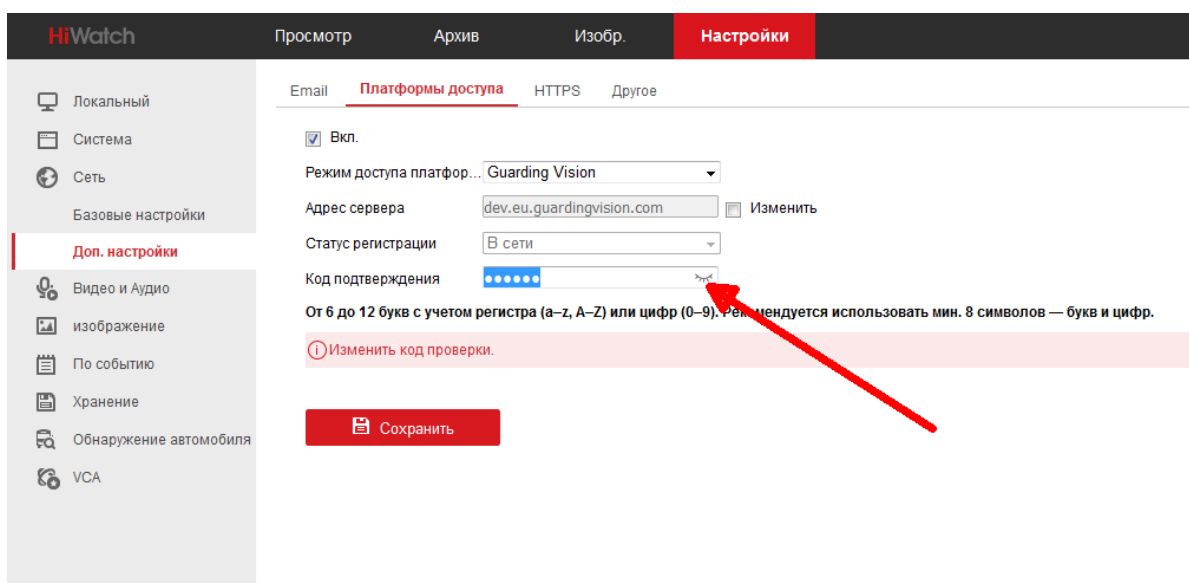 HiWatch
Просмотр Архив Изобр. Настройки
Локальный
Система
Сеть
Базовые настройки
Доп. настройки
Видео и Аудио
изображение
По событию
Хранение
Обнаружение автомобиля
VCA
Email Платформы доступа HTTPS Другое
Вкл.
Режим доступа платфор... Guarding Vision
Адрес сервера dev.eu.guardingvision.com Изменить
Статус регистрации В сети
Код подтверждения ••••••
От 6 до 12 букв с учетом регистра (a–z, A–Z) или цифр (0–9). Рекомендуется использовать мин. 8 символов — букв и цифр.
Изменить код проверки.
Сохранить